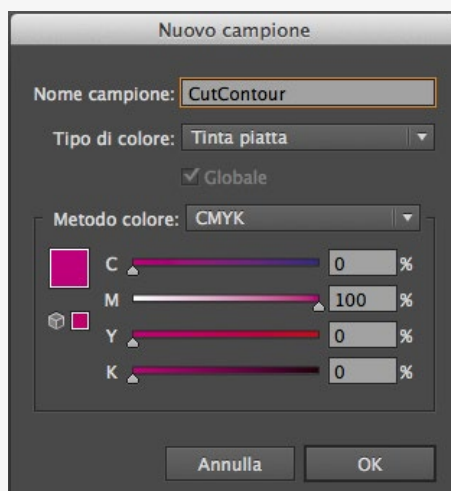 Nuovo campione
Nome campione: CutContour
Tipo di colore: Tinta piatta
Globale
Metodo colore: CMYK
C 0 %
M 100 %
Y 0 %
K 0 %
Annulla OK